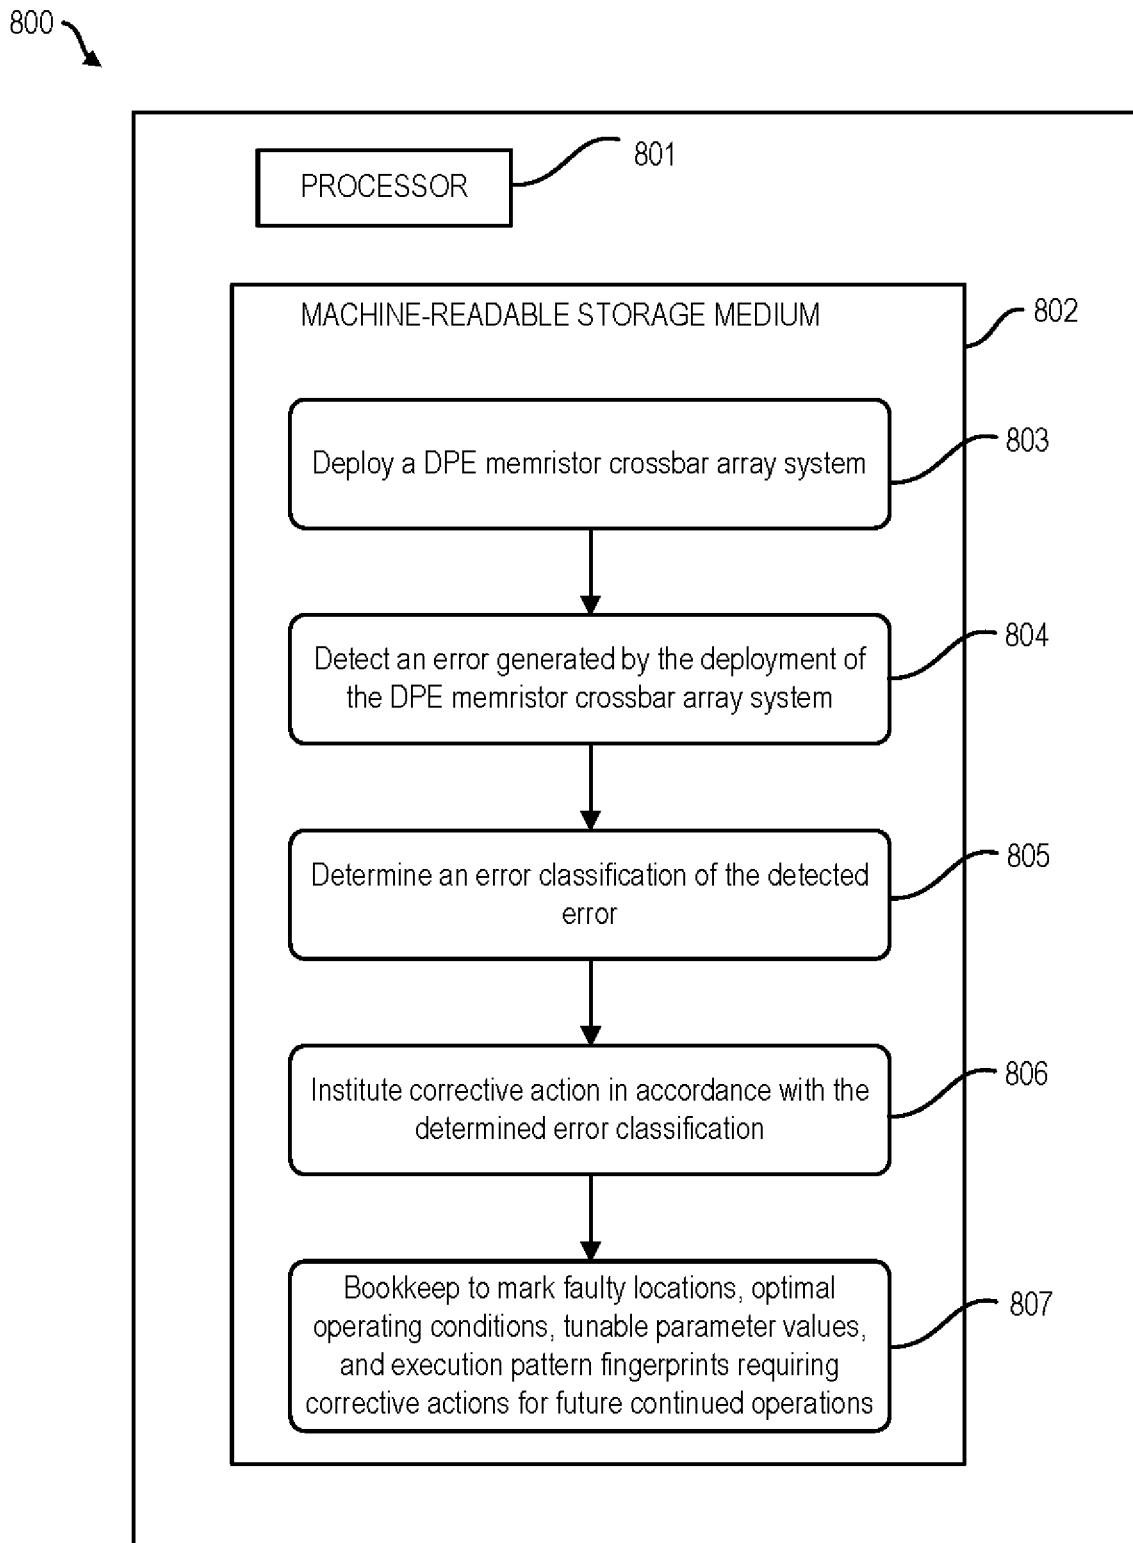 800
PROCESSOR
801
MACHINE-READABLE STORAGE MEDIUM
802
Deploy a DPE memristor crossbar array system
803
Detect an error generated by the deployment of
the DPE memristor crossbar array system
804
Determine an error classification of the detected
error
805
Institute corrective action in accordance with the
determined error classification
806
Bookkeep to mark faulty locations, optimal
operating conditions, tunable parameter values,
and execution pattern fingerprints requiring
corrective actions for future continued operations
807